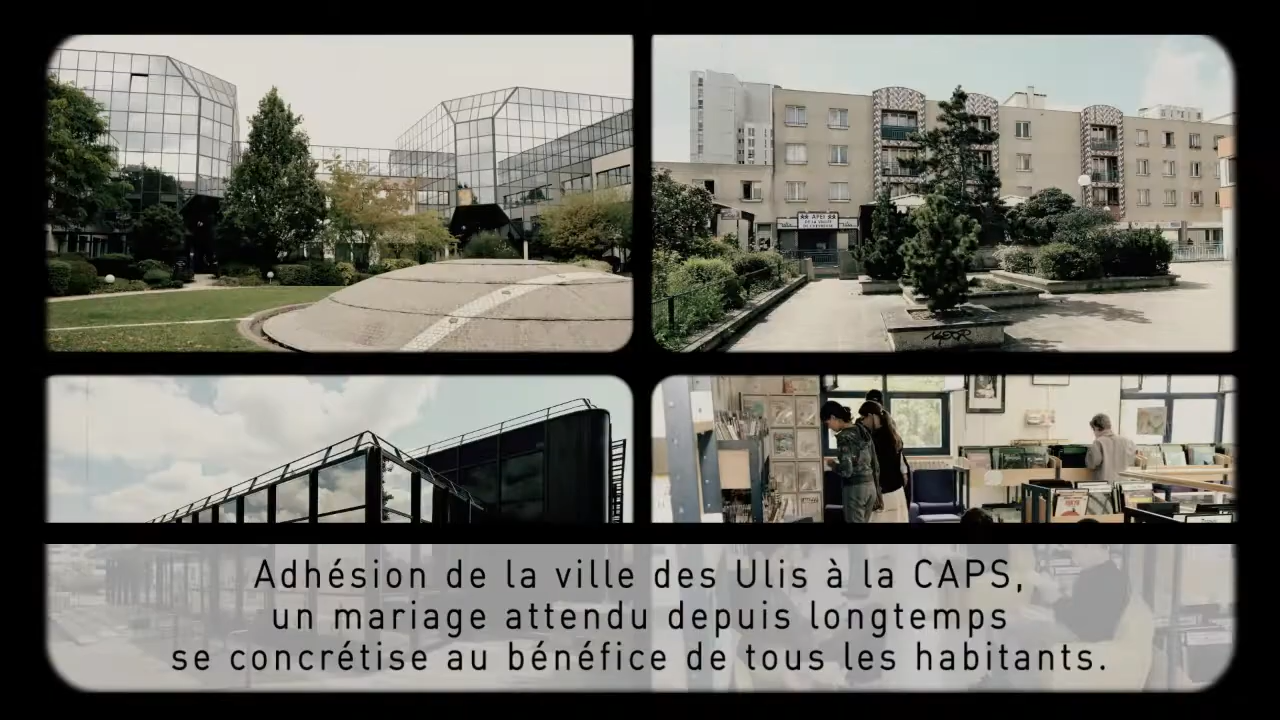 APEI
Adhésion de la ville des Ulis à la CAPS,
un mariage attendu depuis longtemps
se concrétise au bénéfice de tous les habitants.